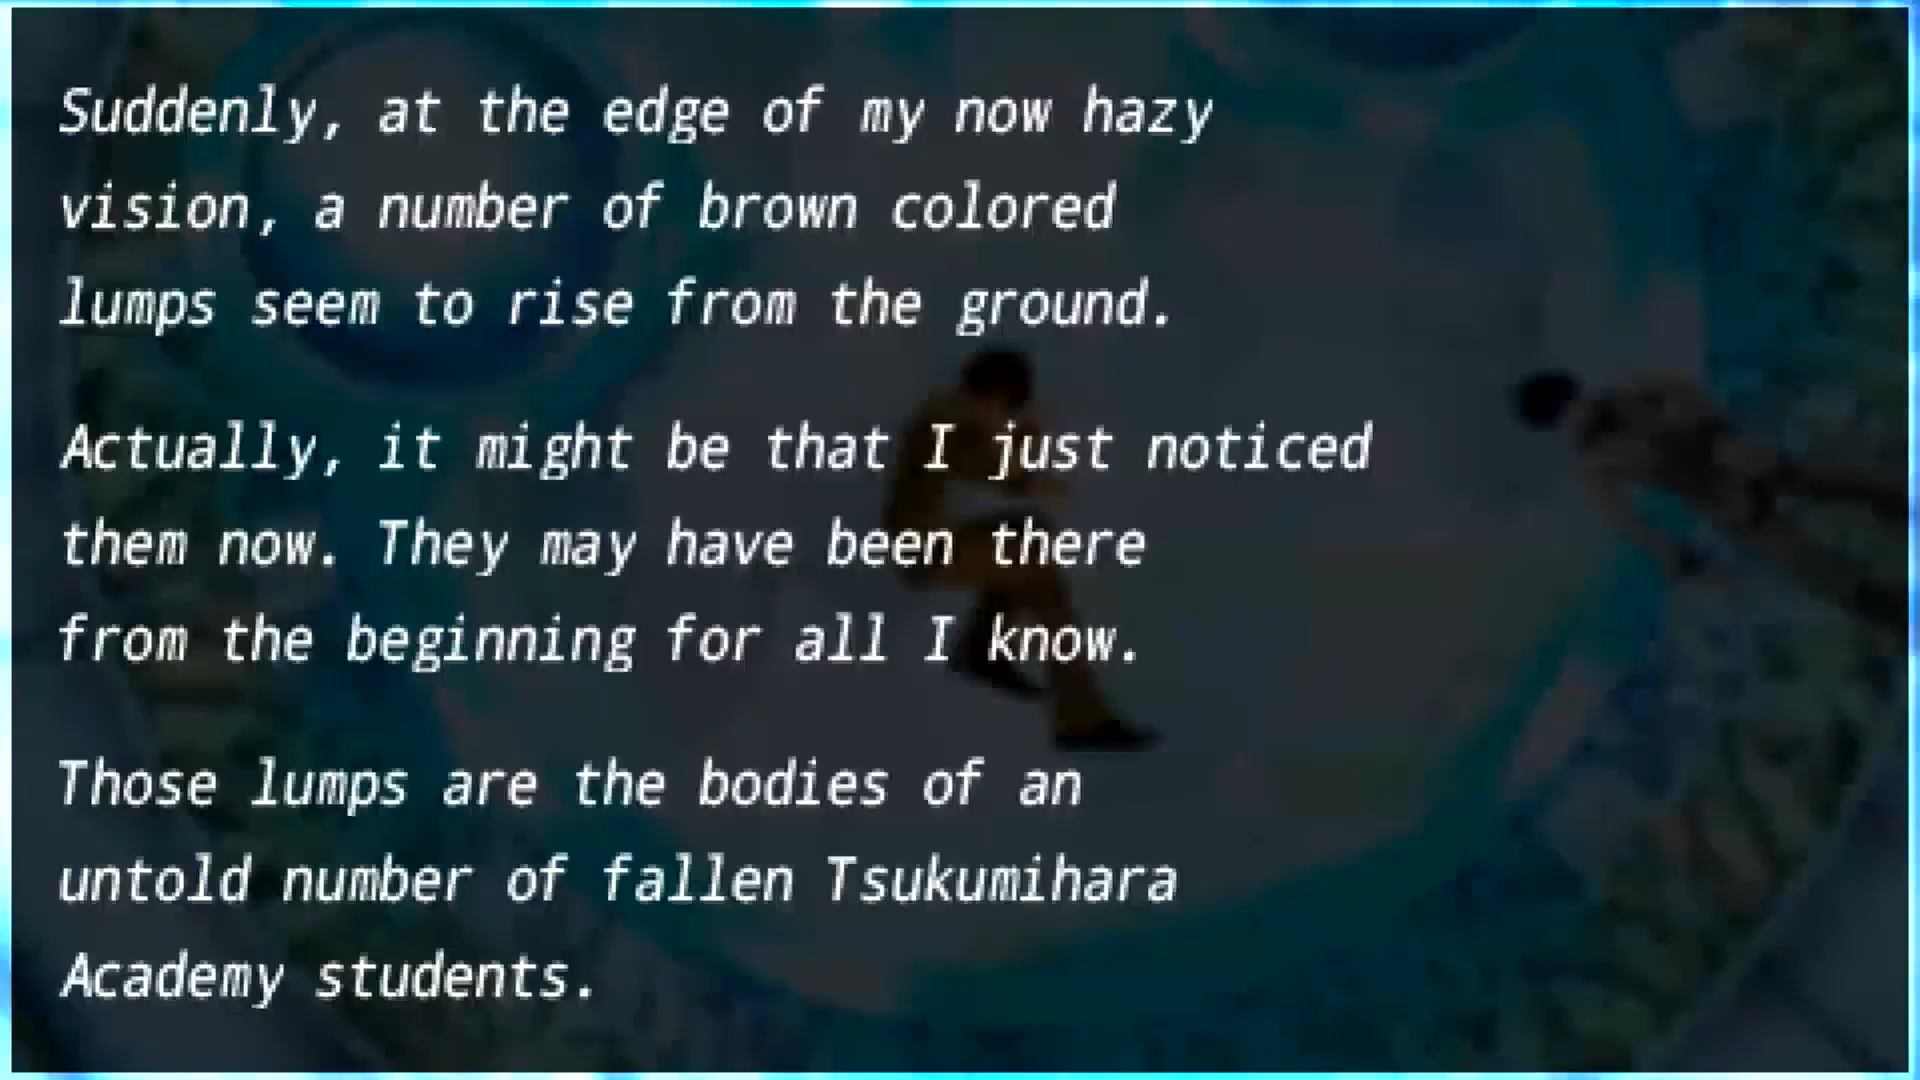 Suddenly, at the edge of my now hazy
vision, a number of brown colored
lumps seem to rise from the ground.
Actually, it might be that I just noticed
them now. They may have been there
from the beginning for all I know.
Those lumps are the bodies of an
untold number of fallen Tsukumihara
Academy students.